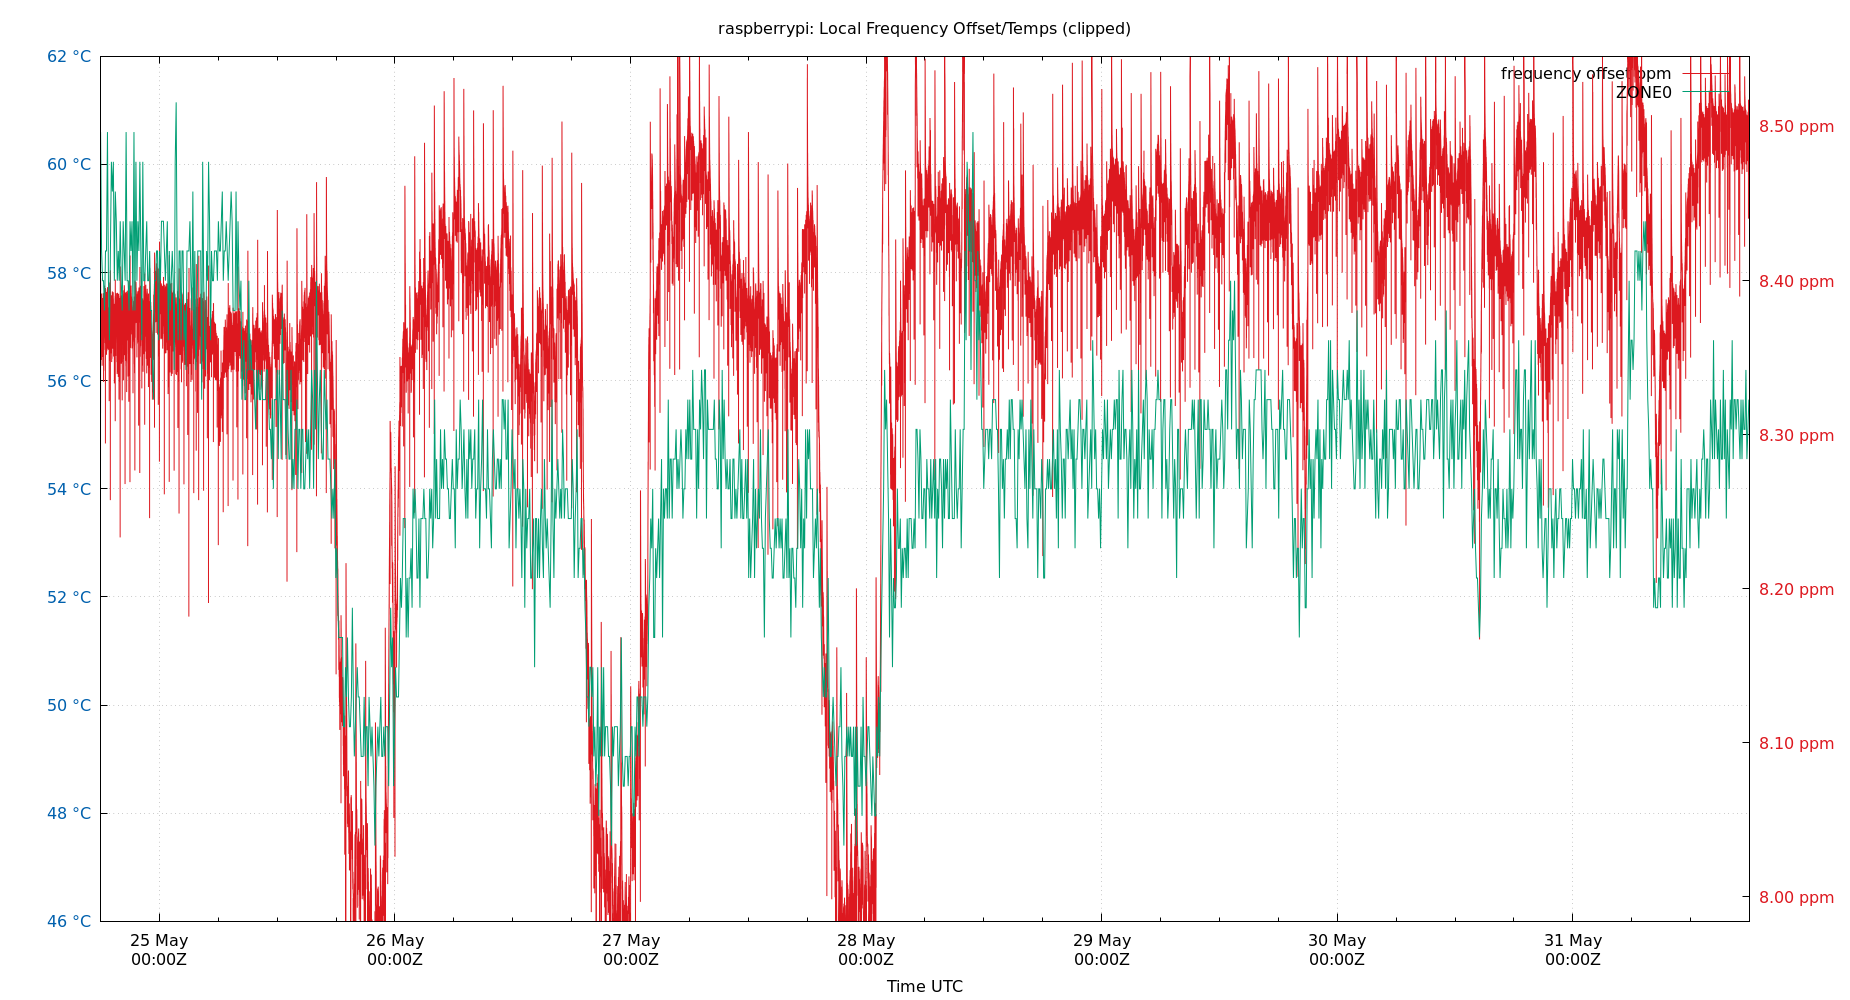 raspberrypi: Local Frequency Offset/Temps (clipped)
62 °C
60 °C
58 °C
56 °C
54 °C
52 °C
50 °C
48 °C
46 °C
frequency offset ppm
ZONE0
8.50 ppm
8.40 ppm
8.30 ppm
8.20 ppm
8.10 ppm
8.00 ppm
25 May 26 May 27 May 28 May 29 May 30 May 31 May
00:00Z 00:00Z 00:00Z 00:00Z 00:00Z 00:00Z 00:00Z
Time UTC